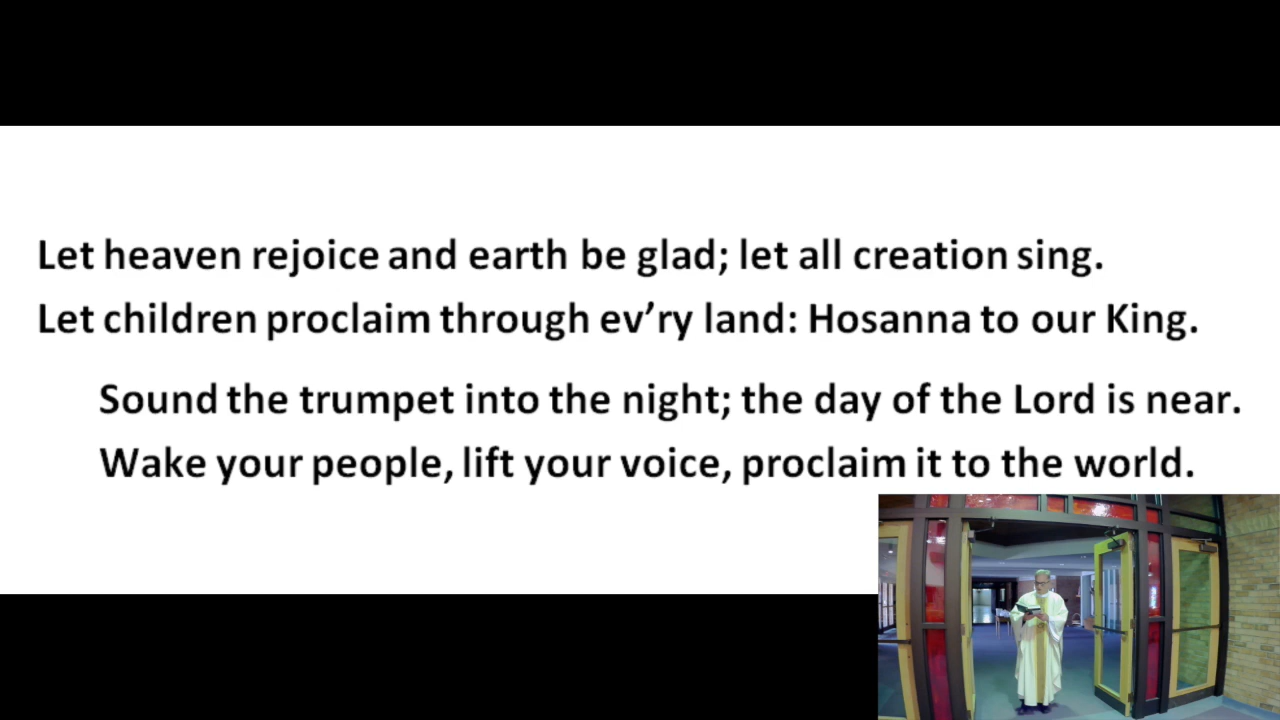 Let heaven rejoice and earth be glad; let all creation sing.
Let children proclaim through ev’ry land: Hosanna to our King.
Sound the trumpet into the night; the day of the Lord is near.
Wake your people, lift your voice, proclaim it to the world.